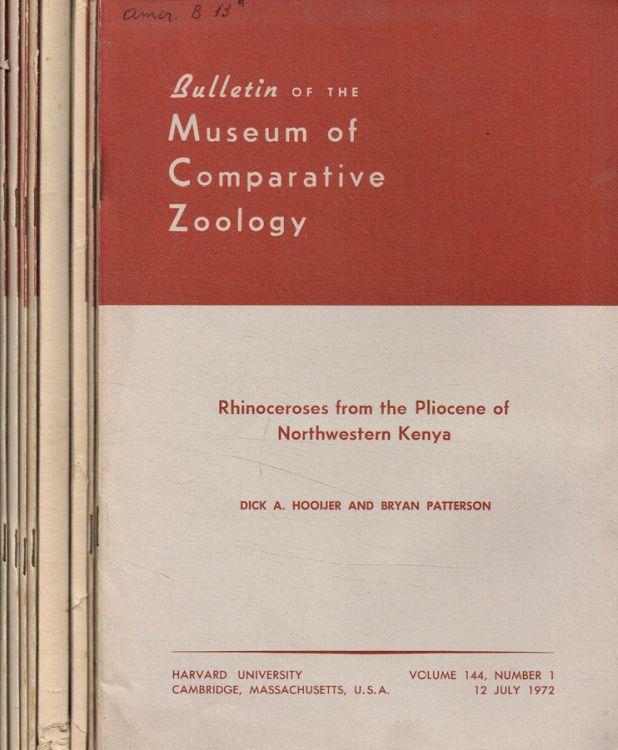 Amer. B. 13 a
Bulletin OF THE
Museum of
Comparative
Zoology
Rhinoceroses from the Pliocene of
Northwestern Kenya
DICK A. HOOIJER AND BRYAN PATTERSON
HARVARD UNIVERSITY
CAMBRIDGE, MASSACHUSETTS, U.S.A.
VOLUME 144, NUMBER 1
12 JULY 1972